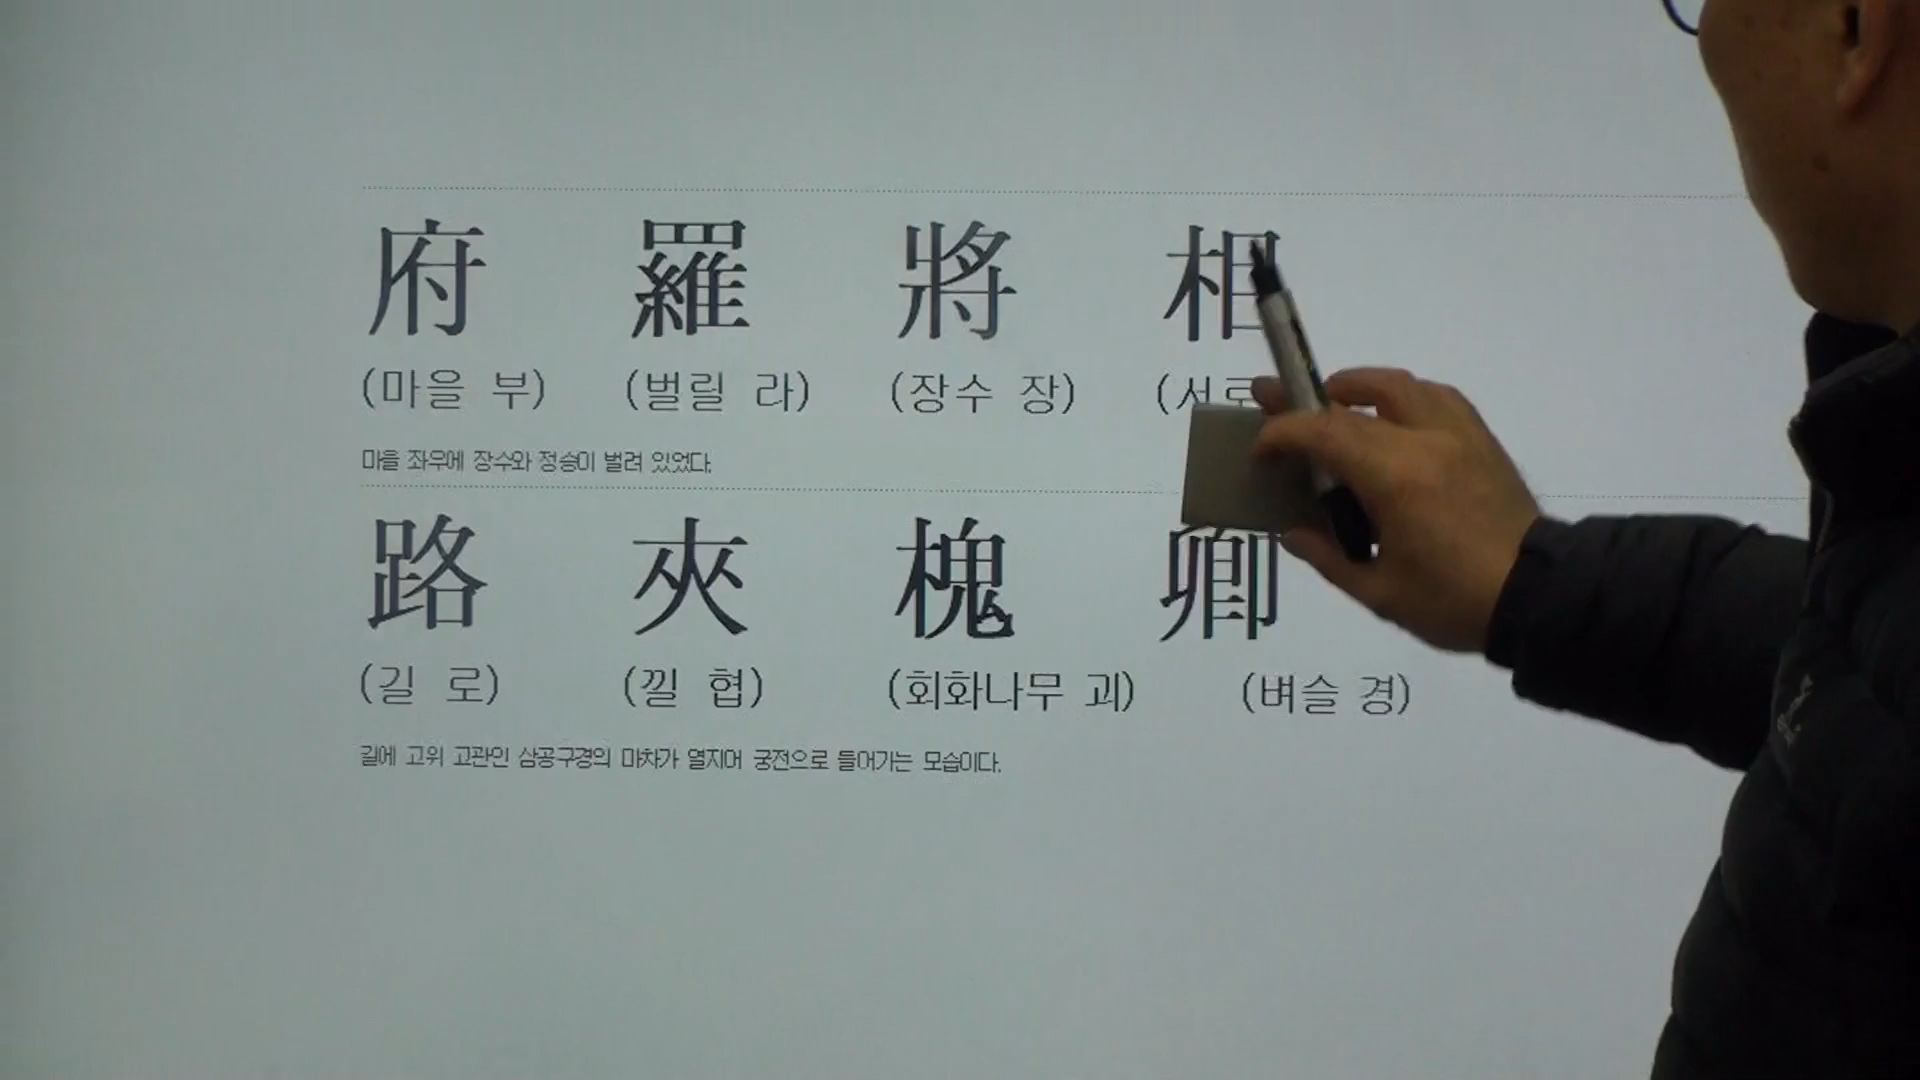 府 羅 將 相
(마을 부) (벌릴 라) (장수 장) (서로
마을 좌우에 장수와 정승이 벌려 있었다.
路 夾 槐 卿
(길 로) (낄 협) (회화나무 괴) (벼슬 경)
길에 고위 고관인 삼공구경의 마차가 열지어 궁전으로 들어가는 모습이다.